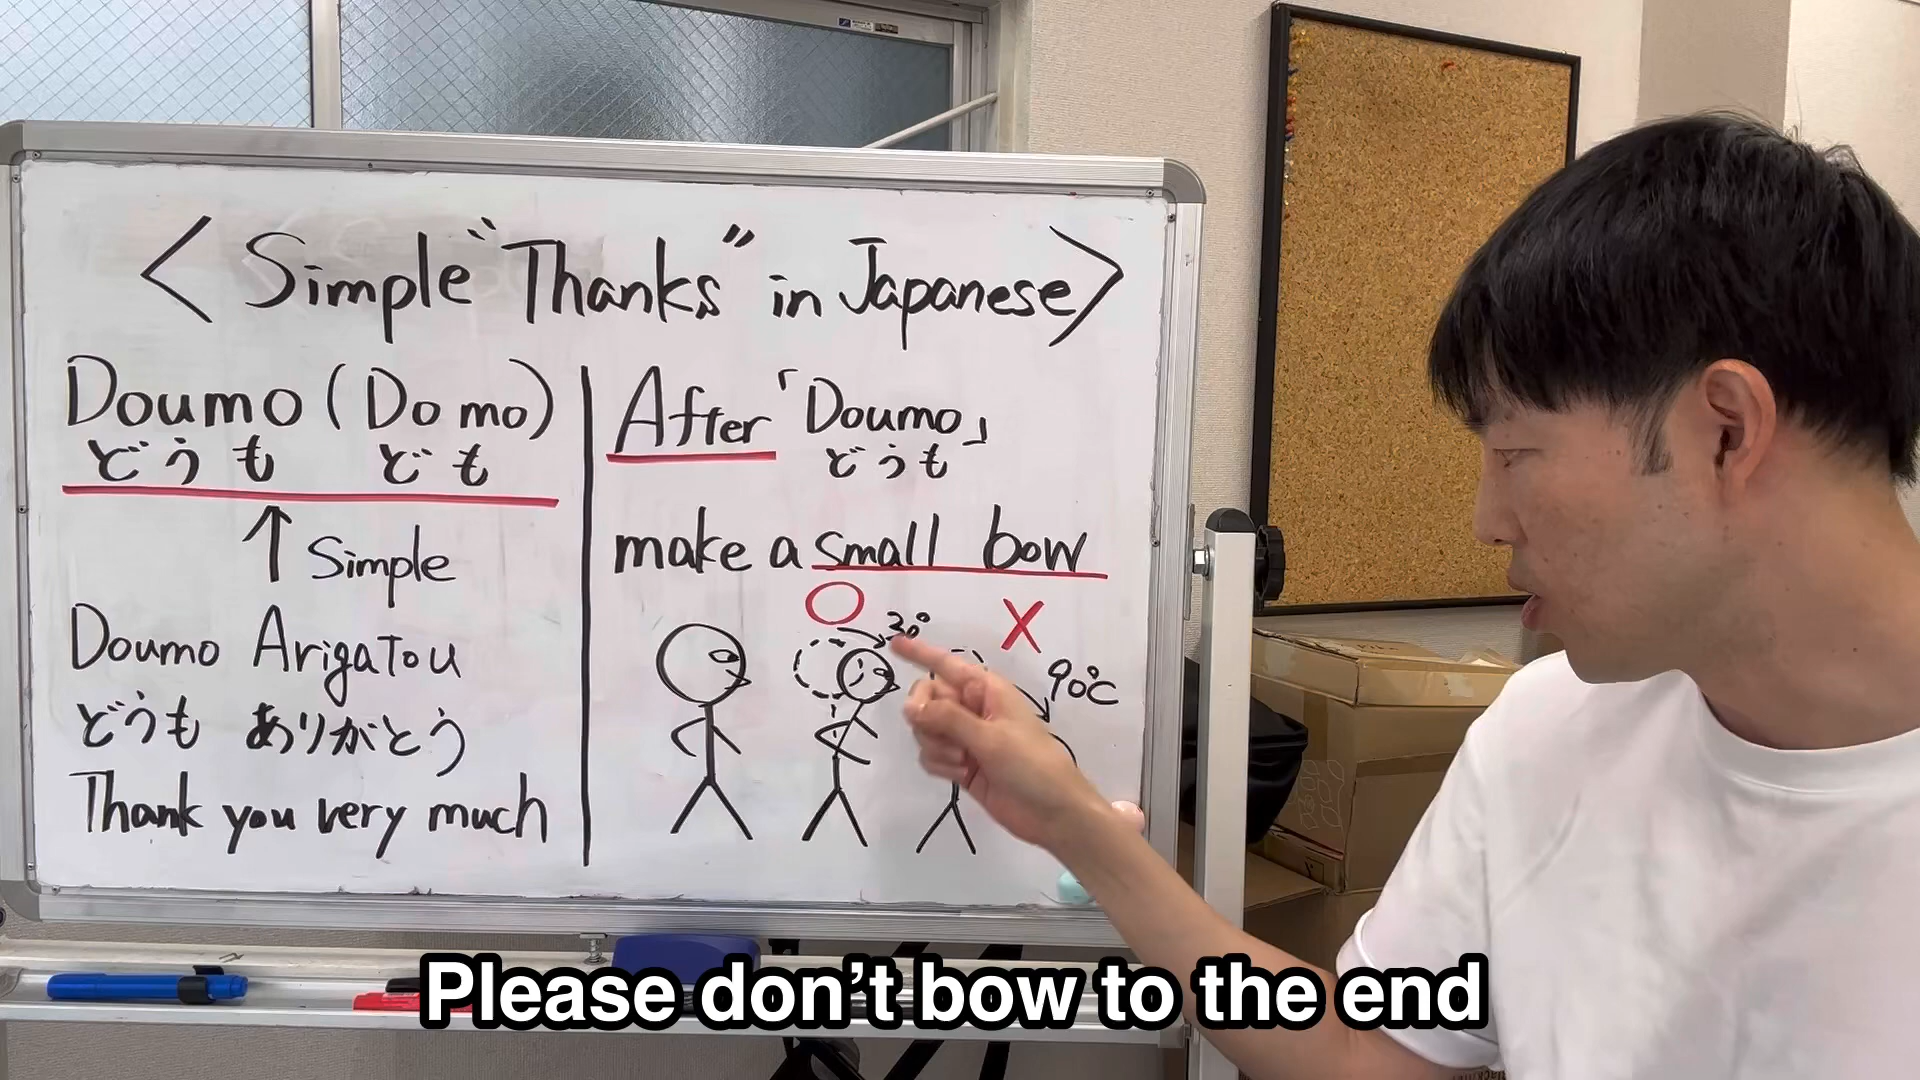 < Simple "Thanks" in Japanese >
Doumo (Domo)
どうも ども
↑ Simple
Doumo Arigatou
どうも ありがとう
Thank you very much
After 「Doumo」
どうも
make a small bow
○ X
90℃
Please don't bow to the end